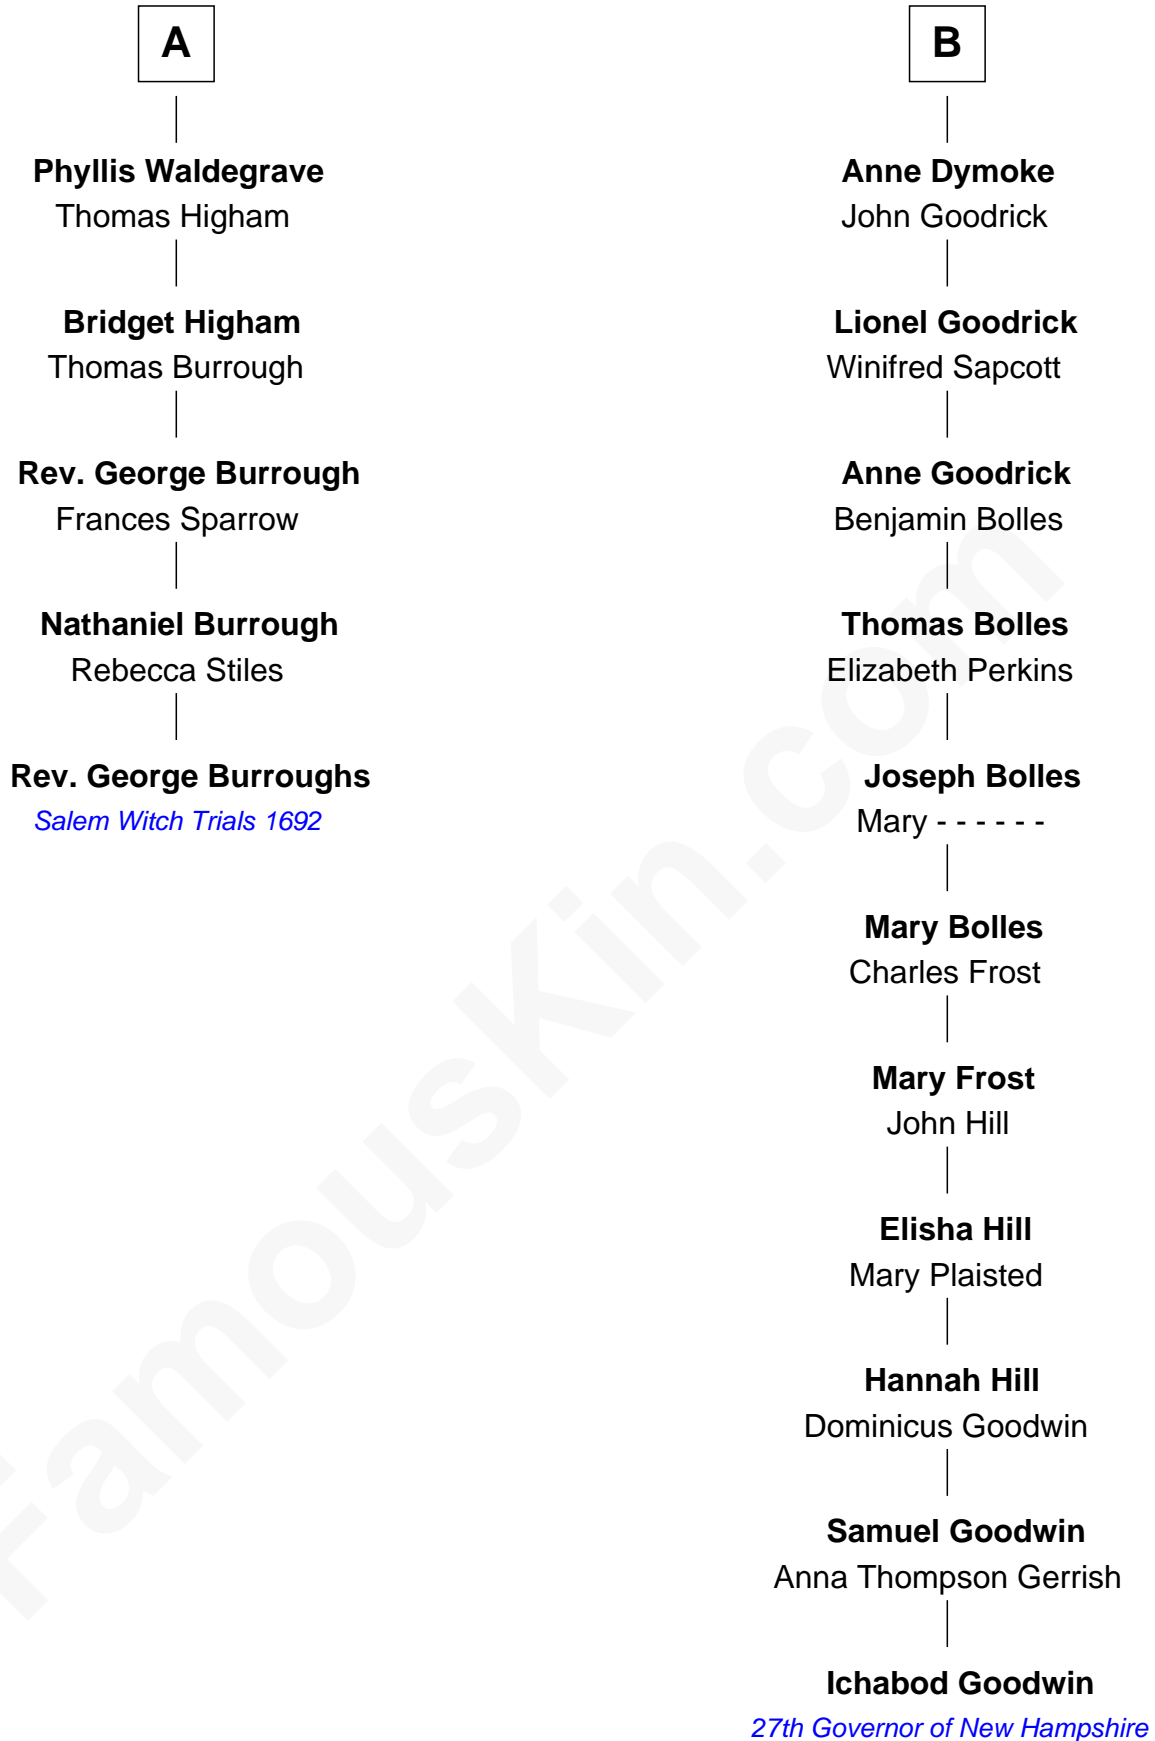 A
Phyllis Waldegrave
Thomas Higham
Bridget Higham
Thomas Burrough
Rev. George Burrough
Frances Sparrow
Nathaniel Burrough
Rebecca Stiles
Rev. George Burroughs
Salem Witch Trials 1692
B
Anne Dymoke
John Goodrick
Lionel Goodrick
Winifred Sapcott
Anne Goodrick
Benjamin Bolles
Thomas Bolles
Elizabeth Perkins
Joseph Bolles
Mary - - - - - -
Mary Bolles
Charles Frost
Mary Frost
John Hill
Elisha Hill
Mary Plaisted
Hannah Hill
Dominicus Goodwin
Samuel Goodwin
Anna Thompson Gerrish
Ichabod Goodwin
27th Governor of New Hampshire
FamousKin.com